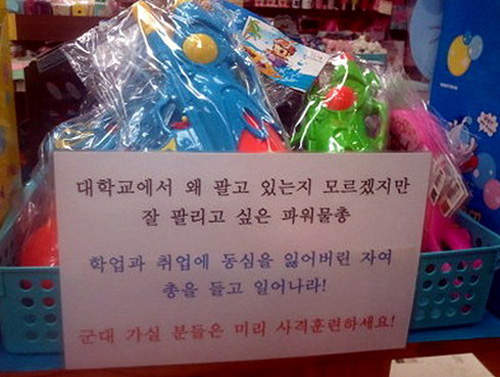 대학교에서 왜 팔고 있는지 모르겠지만
잘 팔리고 싶은 파워물총
학업과 취업에 동심을 잃어버린 자여
총을 들고 일어나라!
군대 가실 분들은 미리 사격훈련하세요!